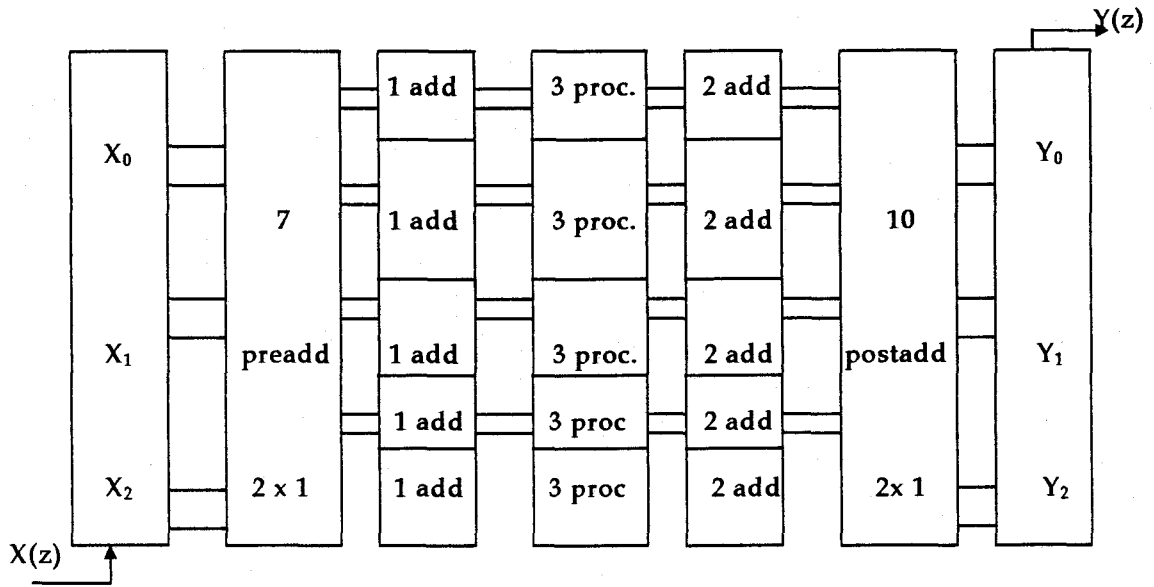 Y(z)
1 add 3 proc. 2 add
X₀ Y₀
7 1 add 3 proc. 2 add 10
X₁ preadd 1 add 3 proc. 2 add postadd Y₁
1 add 3 proc 2 add
X₂ 2 x 1 1 add 3 proc 2 add 2x 1 Y₂
X(z)